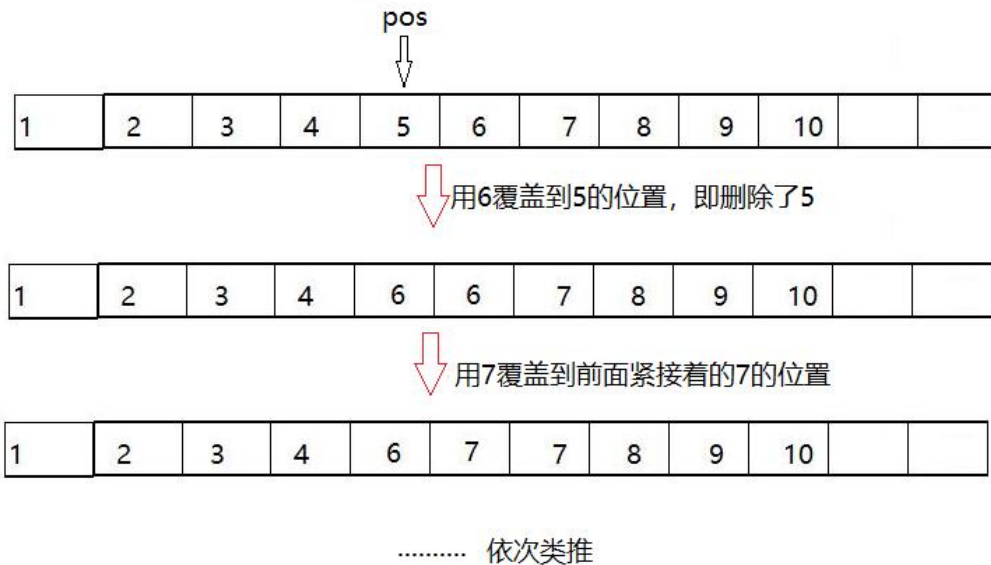 pos
1 2 3 4 5 6 7 8 9 10
用6覆盖到5的位置，即删除了5
1 2 3 4 6 6 7 8 9 10
用7覆盖到前面紧接着的7的位置
1 2 3 4 6 7 7 8 9 10
.......... 依次类推